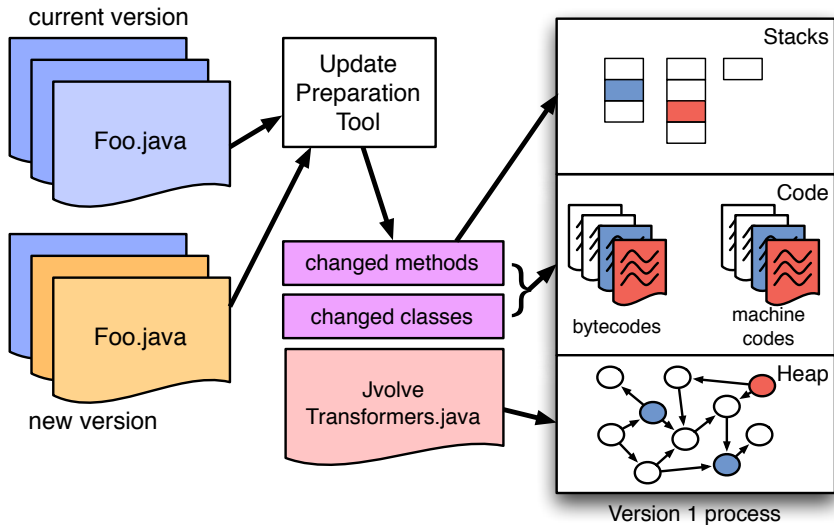 current version
Foo.java
Update
Preparation
Tool
Stacks
Code
bytecodes
machine
codes
changed methods
changed classes
Foo.java
new version
Jvolve
Transformers.java
Heap
Version 1 process